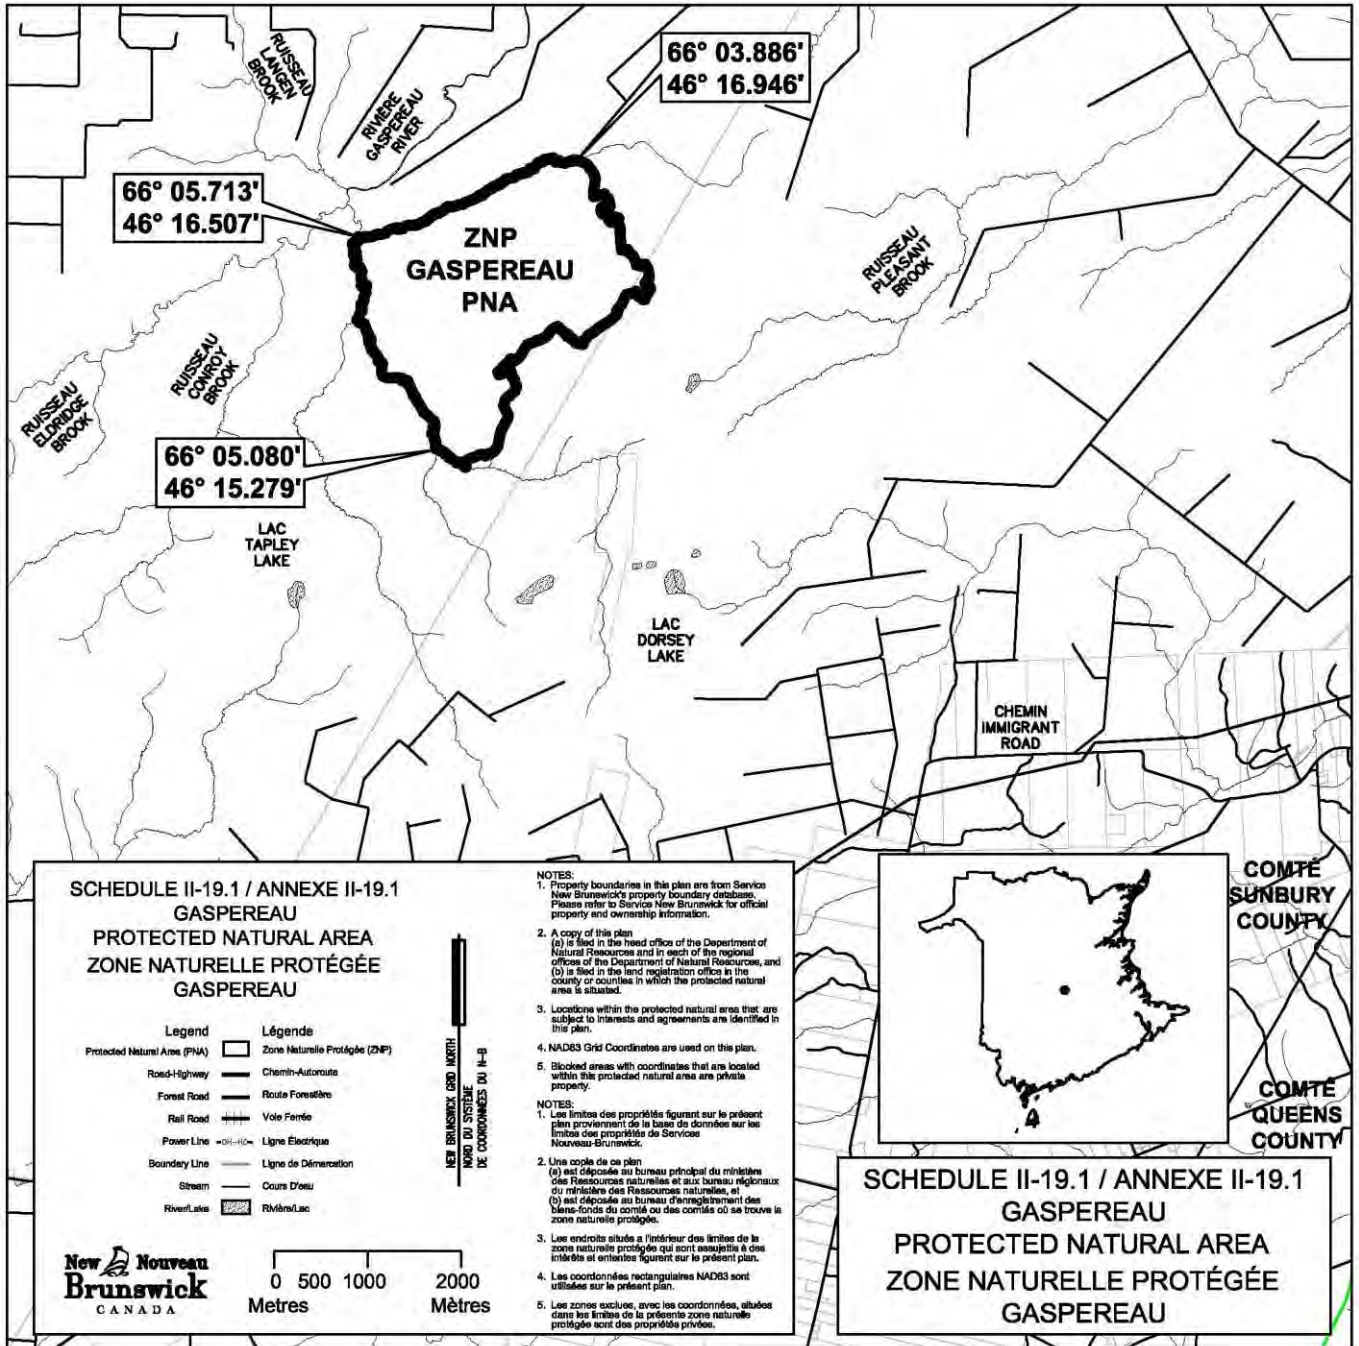 RUISSEAU
LANGEN
BROOK
RIVIÈRE
GASPEREAU
RIVER
66° 03.886'
46° 16.946'
66° 05.713'
46° 16.507'
ZNP
GASPEREAU
PNA
RUISSEAU
PLEASANT
BROOK
RUISSEAU
CONROY
BROOK
RUISSEAU
ELDRIDGE
BROOK
66° 05.080'
46° 15.279'
LAC
TAPLEY
LAKE
LAC
DORSEY
LAKE
CHEMIN
IMMIGRANT
ROAD
COMTÉ
SUNBURY
COUNTY
COMTÉ
QUEENS
COUNTY
SCHEDULE II-19.1 / ANNEXE II-19.1
GASPEREAU
PROTECTED NATURAL AREA
ZONE NATURELLE PROTÉGÉE
GASPEREAU
Legend Légende
Protected Natural Area (PNA) Zone Naturelle Protégée (ZNP)
Road-Highway Chemin-Autoroute
Forest Road Route Forestière
Rail Road Voie Ferrée
Power Line -OH-HO- Ligne Électrique
Boundary Line Ligne de Démarcation
Stream Cours D'eau
River/Lake Rivière/Lac
NEW BRUNSWICK GRID NORTH
NORD DU SYSTÈME
DE COORDONNÉES DU N-B
New Nouveau
Brunswick
CANADA
0 500 1000 2000
Metres Mètres
NOTES:
1. Property boundaries in this plan are from Service
New Brunswick's property boundary database.
Please refer to Service New Brunswick for official
property and ownership information.
2. A copy of this plan
(a) is filed in the head office of the Department of
Natural Resources and in each of the regional
offices of the Department of Natural Resources, and
(b) is filed in the land registration office in the
county or counties in which the protected natural
area is situated.
3. Locations within the protected natural area that are
subject to interests and agreements are identified in
this plan.
4. NAD83 Grid Coordinates are used on this plan.
5. Blocked areas with coordinates that are located
within this protected natural area are private
property.
NOTES:
1. Les limites des propriétés figurant sur le présent
plan proviennent de la base de données sur les
limites des propriétés de Services
Nouveau-Brunswick.
2. Une copie de ce plan
(a) est déposée au bureau principal du ministère
des Ressources naturelles et aux bureau régionaux
du ministère des Ressources naturelles, et
(b) est déposée au bureau d'enregistrement des
biens-fonds du comté ou des comtés où se trouve la
zone naturelle protégée.
3. Les endroits situés a l'intérieur des limites de la
zone naturelle protégée qui sont assujettis à des
intérêts et ententes figurent sur le présent plan.
4. Les coordonnées rectangulaires NAD83 sont
utilisées sur le présent plan.
5. Les zones exclues, avec les coordonnées, situées
dans les limites de la présente zone naturelle
protégée sont des propriétés privées.
SCHEDULE II-19.1 / ANNEXE II-19.1
GASPEREAU
PROTECTED NATURAL AREA
ZONE NATURELLE PROTÉGÉE
GASPEREAU